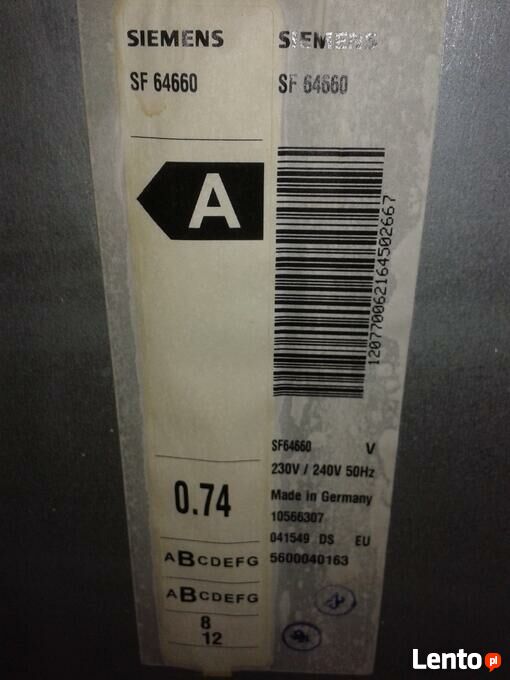 SIEMENS
SF 64660
A
0.74
ABCDEFG
ABCDEFG
8
12
SIEMENS
SF 64660
120770062164502667
SF64660 V
230V / 240V 50Hz
Made in Germany
10566307
041549 DS EU
5600040163
Lento.pl